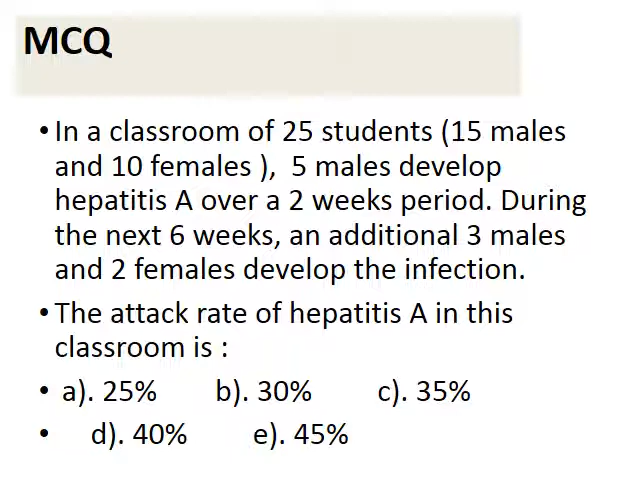 MCQ
• In a classroom of 25 students (15 males
and 10 females ), 5 males develop
hepatitis A over a 2 weeks period. During
the next 6 weeks, an additional 3 males
and 2 females develop the infection.
• The attack rate of hepatitis A in this
classroom is :
• a). 25% b). 30% c). 35%
• d). 40% e). 45%